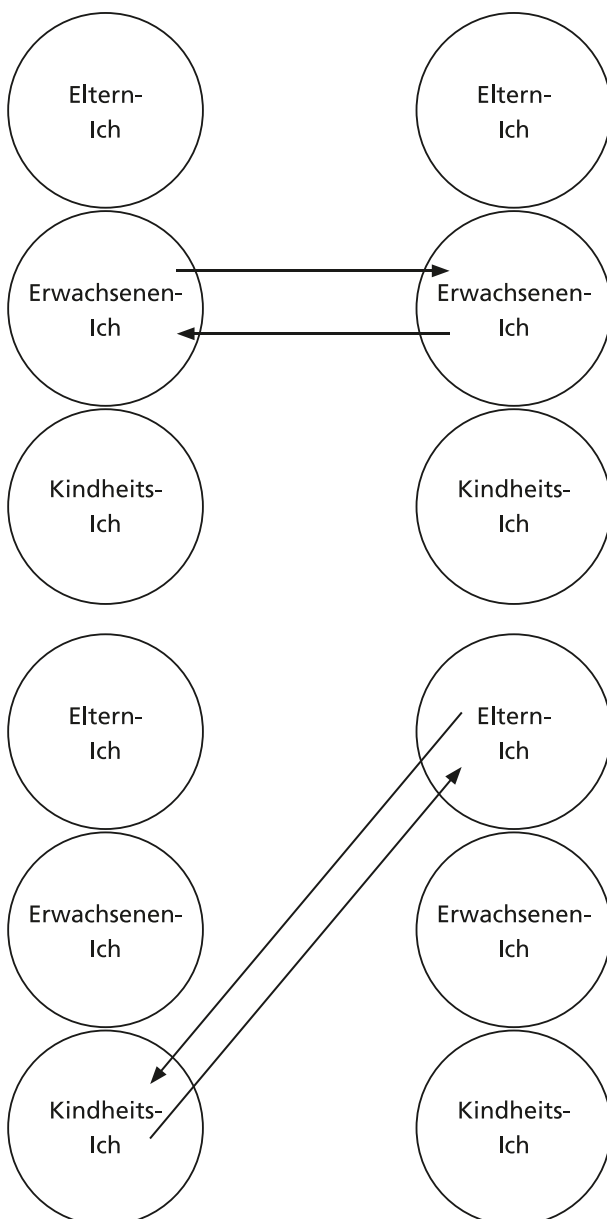 Eltern-
Ich
Eltern-
Ich
Erwachsenen-
Ich
Erwachsenen-
Ich
Kindheits-
Ich
Kindheits-
Ich
Eltern-
Ich
Eltern-
Ich
Erwachsenen-
Ich
Erwachsenen-
Ich
Kindheits-
Ich
Kindheits-
Ich